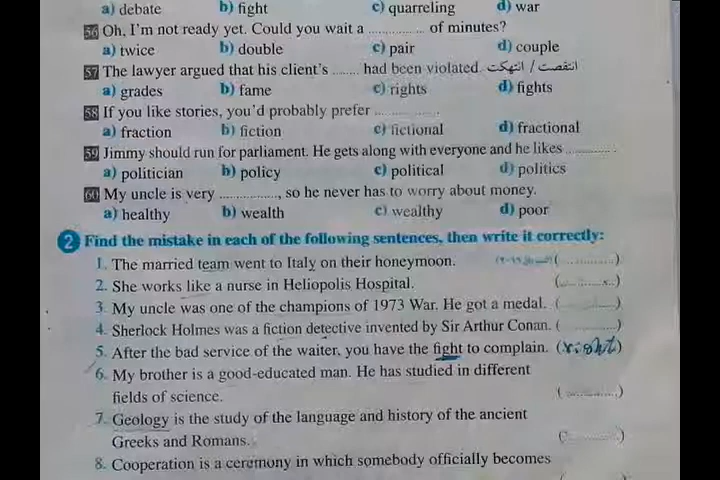 a) debate b) fight c) quarreling d) war
56 Oh, I'm not ready yet. Could you wait a .............. of minutes?
a) twice b) double c) pair d) couple
57 The lawyer argued that his client's ....... had been violated. انتقصت / انتهكت
a) grades b) fame c) rights d) fights
58 If you like stories, you'd probably prefer ................
a) fraction b) fiction c) fictional d) fractional
59 Jimmy should run for parliament. He gets along with everyone and he likes ............
a) politician b) policy c) political d) politics
60 My uncle is very ..............., so he never has to worry about money.
a) healthy b) wealth c) wealthy d) poor
2 Find the mistake in each of the following sentences, then write it correctly:
1. The married team went to Italy on their honeymoon. (.............)
2. She works like a nurse in Heliopolis Hospital. (.............)
3. My uncle was one of the champions of 1973 War. He got a medal. (.............)
4. Sherlock Holmes was a fiction detective invented by Sir Arthur Conan. (.............)
5. After the bad service of the waiter, you have the fight to complain. (right)
6. My brother is a good-educated man. He has studied in different
fields of science. (.............)
7. Geology is the study of the language and history of the ancient
Greeks and Romans. (.............)
8. Cooperation is a ceremony in which somebody officially becomes